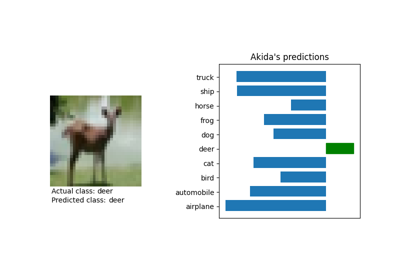 Akida's predictions
truck
ship
horse
frog
dog
deer
cat
bird
automobile
airplane
Actual class: deer
Predicted class: deer